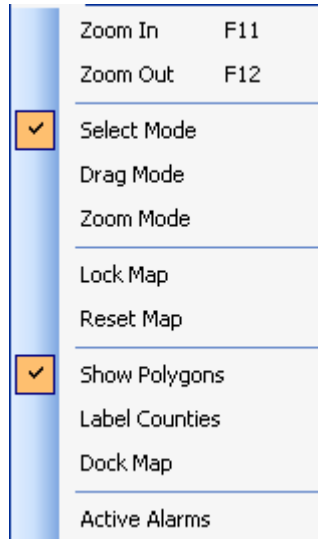 Zoom In F11
Zoom Out F12
Select Mode
Drag Mode
Zoom Mode
Lock Map
Reset Map
Show Polygons
Label Counties
Dock Map
Active Alarms